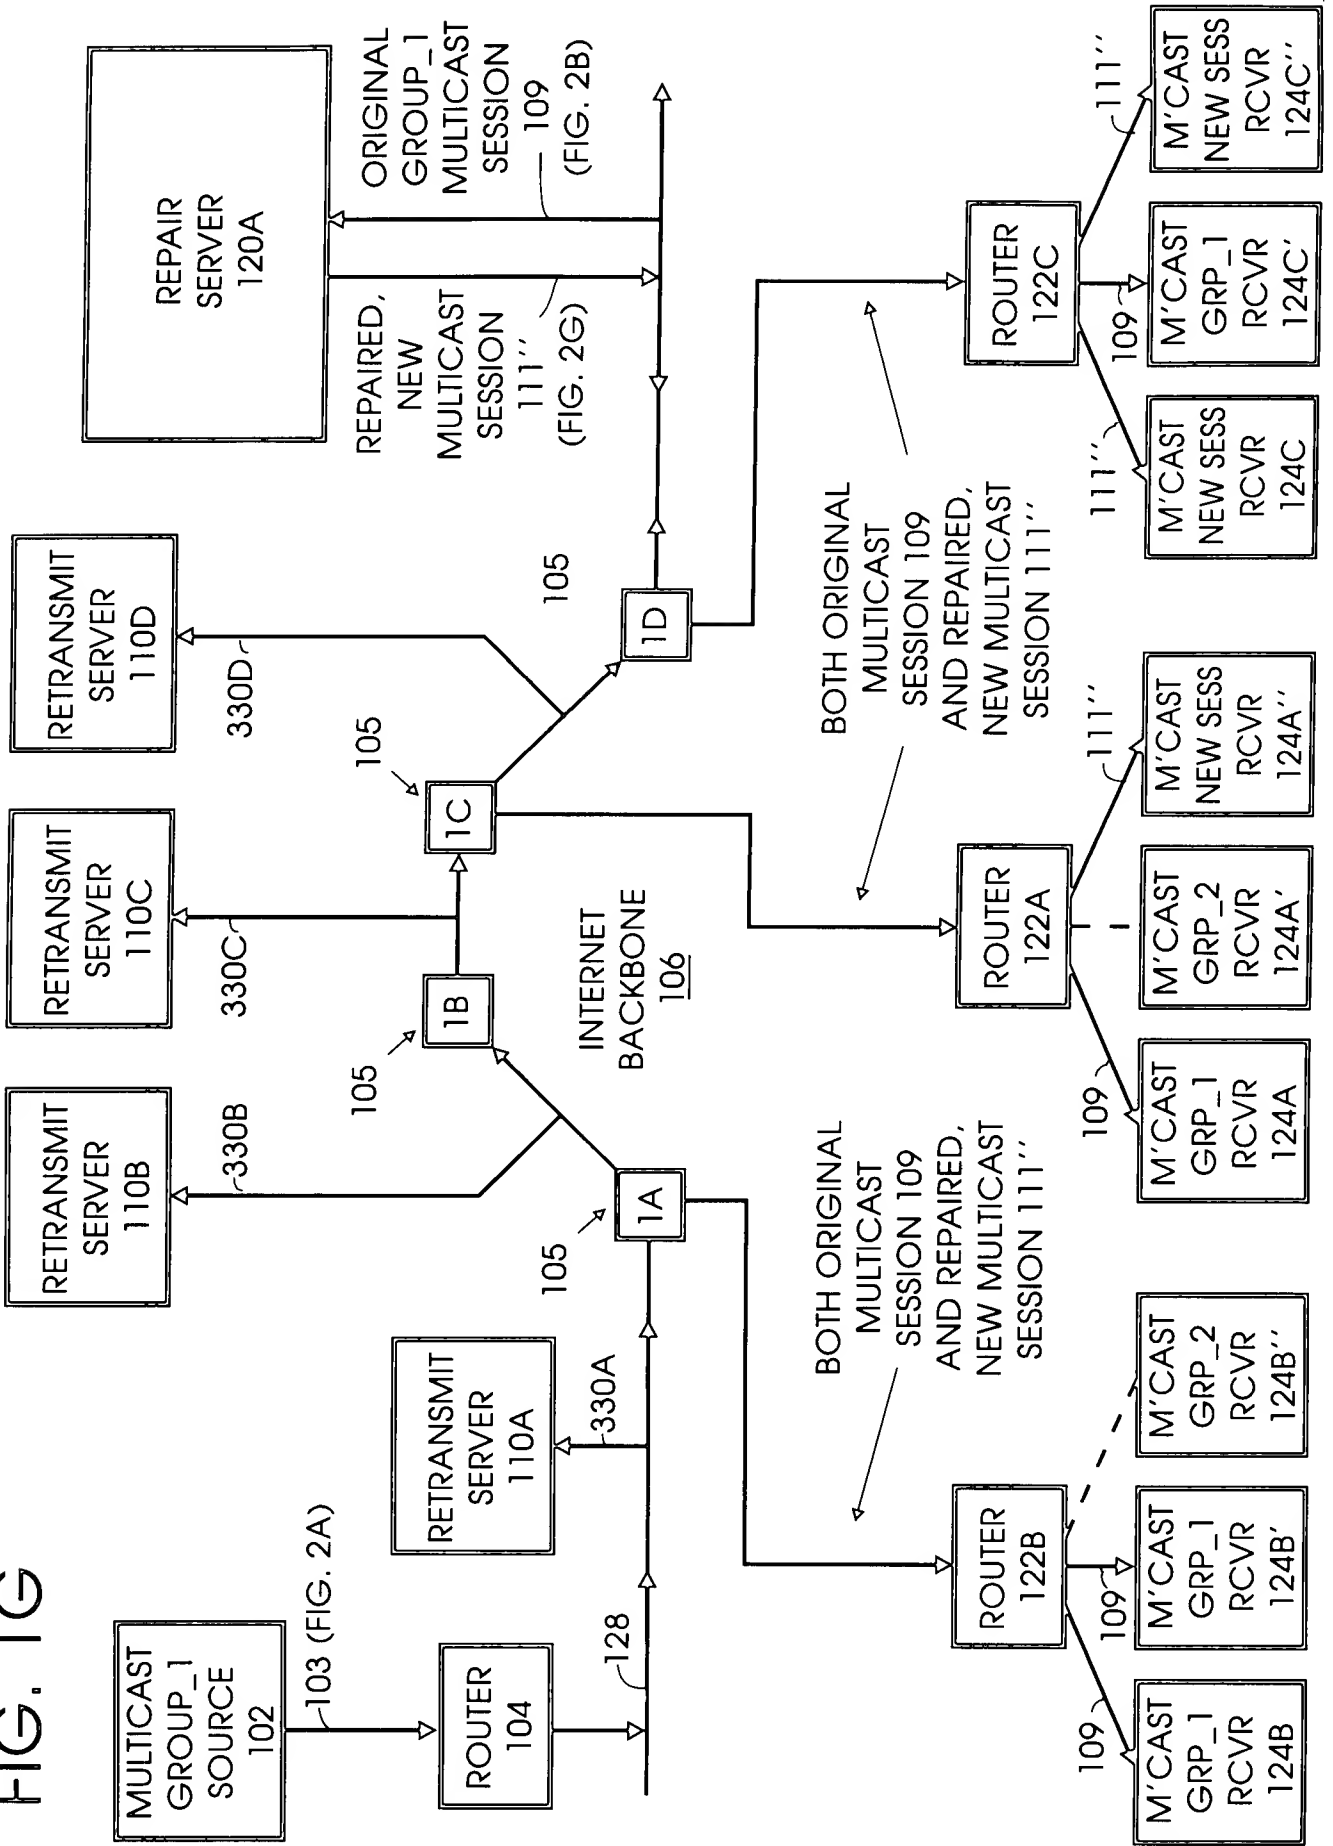 FIG. 1G
MULTICAST
GROUP_1
SOURCE
102
103 (FIG. 2A)
ROUTER
104
128
RETRANSMIT
SERVER
110A
330A
RETRANSMIT
SERVER
110B
330B
RETRANSMIT
SERVER
110C
330C
RETRANSMIT
SERVER
110D
330D
REPAIR
SERVER
120A
REPAIRED,
NEW
MULTICAST
SESSION
111''
(FIG. 2G)
ORIGINAL
GROUP_1
MULTICAST
SESSION
109
(FIG. 2B)
105
1A
105
1B
105
1C
105
1D
INTERNET
BACKBONE
106
BOTH ORIGINAL
MULTICAST
SESSION 109
AND REPAIRED,
NEW MULTICAST
SESSION 111''
BOTH ORIGINAL
MULTICAST
SESSION 109
AND REPAIRED,
NEW MULTICAST
SESSION 111''
ROUTER
122B
109
109
M'CAST
GRP_1
RCVR
124B
M'CAST
GRP_1
RCVR
124B'
M'CAST
GRP_2
RCVR
124B''
ROUTER
122A
109
111''
M'CAST
GRP_1
RCVR
124A
M'CAST
GRP_2
RCVR
124A'
M'CAST
NEW SESS
RCVR
124A''
ROUTER
122C
111''
109
111''
M'CAST
NEW SESS
RCVR
124C
M'CAST
GRP_1
RCVR
124C'
M'CAST
NEW SESS
RCVR
124C''